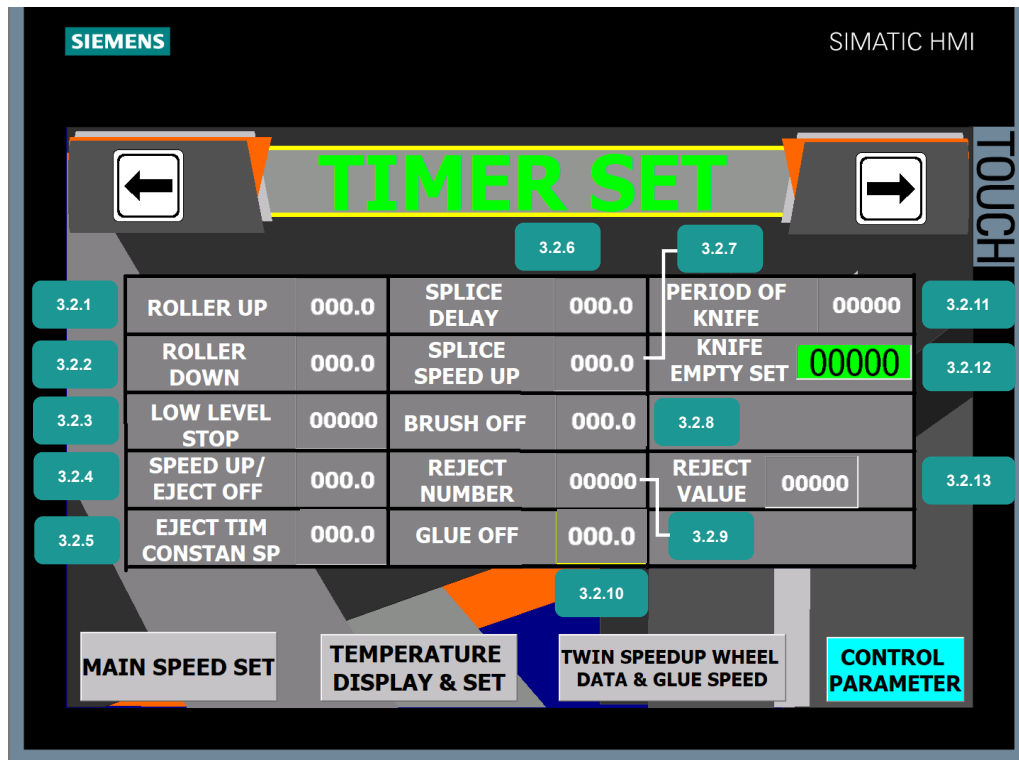 SIEMENS
SIMATIC HMI
TOUCH
TIMER SET
3.2.6
3.2.7
3.2.1
ROLLER UP
000.0
SPLICE
DELAY
000.0
PERIOD OF
KNIFE
00000
3.2.11
3.2.2
ROLLER
DOWN
000.0
SPLICE
SPEED UP
000.0
KNIFE
EMPTY SET
00000
3.2.12
3.2.3
LOW LEVEL
STOP
00000
BRUSH OFF
000.0
3.2.8
3.2.4
SPEED UP/
EJECT OFF
000.0
REJECT
NUMBER
00000
REJECT
VALUE
00000
3.2.13
3.2.5
EJECT TIM
CONSTAN SP
000.0
GLUE OFF
000.0
3.2.9
3.2.10
MAIN SPEED SET
TEMPERATURE
DISPLAY & SET
TWIN SPEEDUP WHEEL
DATA & GLUE SPEED
CONTROL
PARAMETER